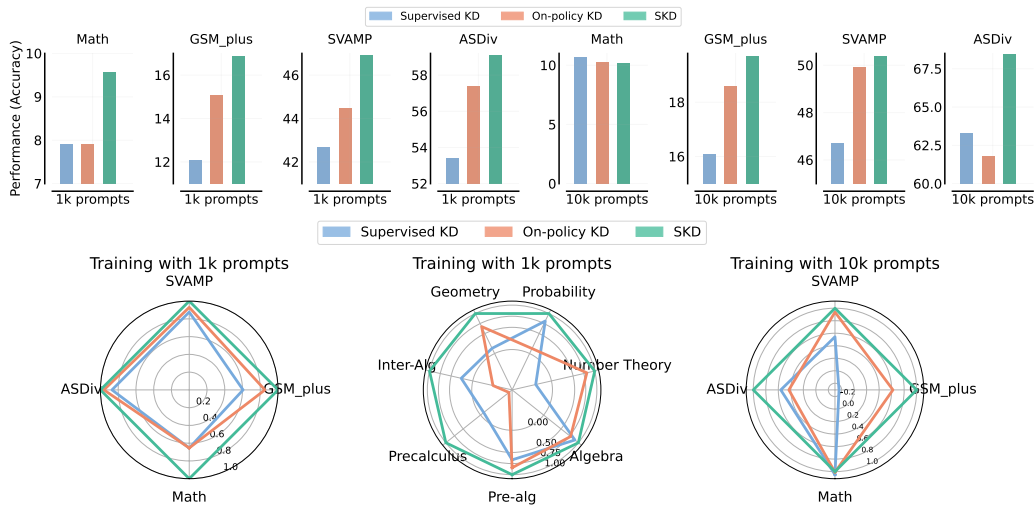 Supervised KD On-policy KD SKD
Math GSM_plus SVAMP ASDiv Math GSM_plus SVAMP ASDiv
Performance (Accuracy)
10
9
8
7
16
14
12
46
44
42
58
56
54
52
10
5
0
18
16
50
48
46
67.5
65.0
62.5
60.0
1k prompts 1k prompts 1k prompts 1k prompts 10k prompts 10k prompts 10k prompts 10k prompts
Supervised KD On-policy KD SKD
Training with 1k prompts
SVAMP
ASDiv
GSM_plus
0.2
0.4
0.6
0.8
1.0
Math
Training with 1k prompts
Geometry Probability
Inter-Alg Number Theory
0.00
0.50
0.75
1.00
Precalculus Algebra
Pre-alg
Training with 10k prompts
SVAMP
ASDiv
GSM_plus
-0.2
0.0
0.2
0.4
0.6
0.8
1.0
Math